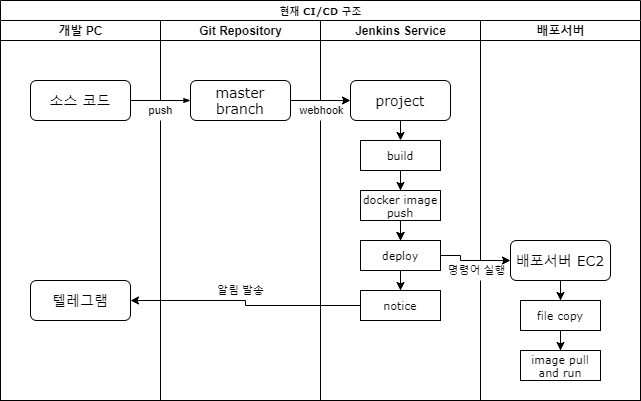 현재 CI/CD 구조
개발 PC
Git Repository
Jenkins Service
배포서버
소스 코드
push
master
branch
webhook
project
build
docker image
push
deploy
명령어 실행
배포서버 EC2
텔레그램
알림 발송
notice
file copy
image pull
and run